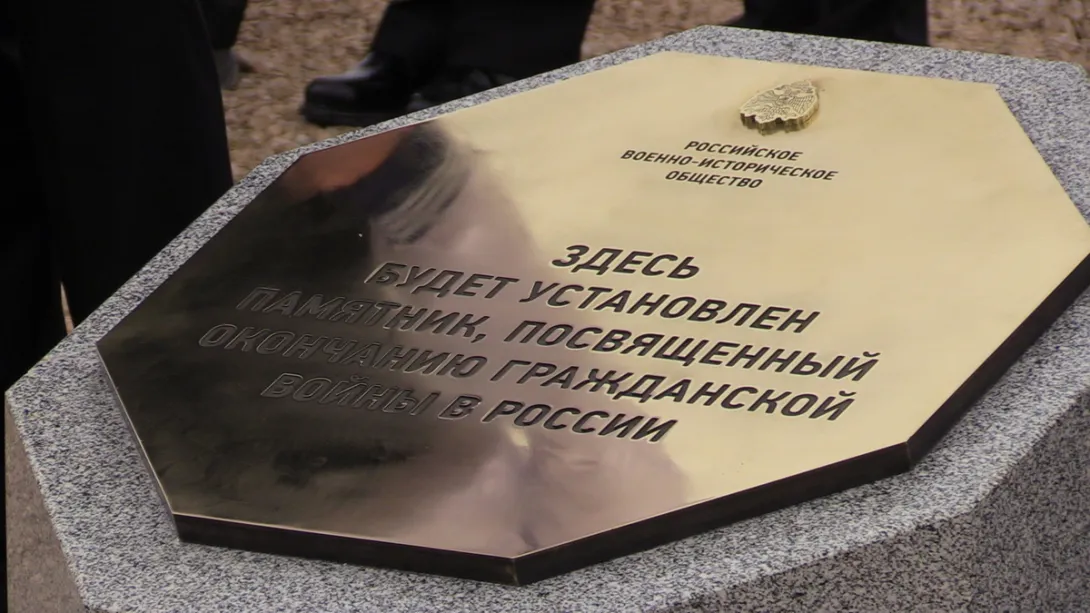 РОССИЙСКОЕ
ВОЕННО-ИСТОРИЧЕСКОЕ
ОБЩЕСТВО
ЗДЕСЬ
БУДЕТ УСТАНОВЛЕН
ПАМЯТНИК, ПОСВЯЩЕННЫЙ
ОКОНЧАНИЮ ГРАЖДАНСКОЙ
ВОЙНЫ В РОССИИ